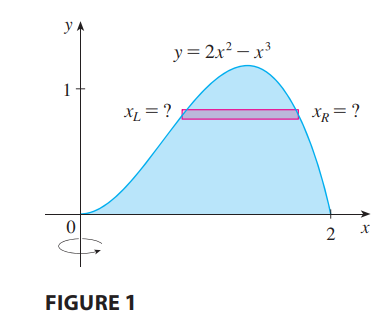 y
y = 2x² – x³
1
x_L = ?
x_R = ?
0
2
x
FIGURE 1